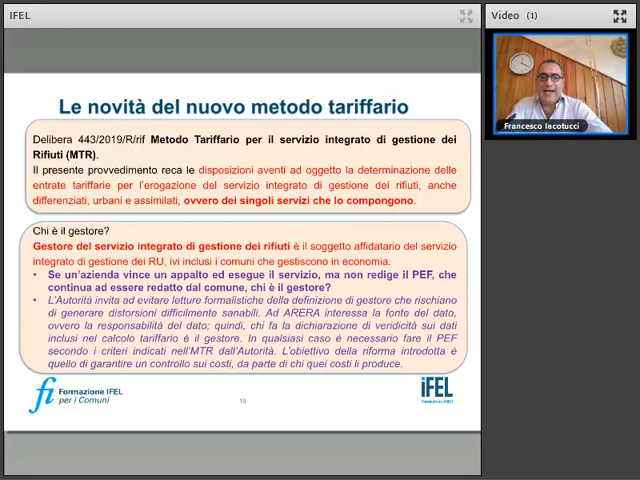 IFEL
Video (1)
Francesco Iacotucci
Le novità del nuovo metodo tariffario
Delibera 443/2019/R/rif Metodo Tariffario per il servizio integrato di gestione dei
Rifiuti (MTR).
Il presente provvedimento reca le disposizioni aventi ad oggetto la determinazione delle
entrate tariffarie per l'erogazione del servizio integrato di gestione dei rifiuti, anche
differenziati, urbani e assimilati, ovvero dei singoli servizi che lo compongono.
Chi è il gestore?
Gestore del servizio integrato di gestione dei rifiuti è il soggetto affidatario del servizio
integrato di gestione dei RU, ivi inclusi i comuni che gestiscono in economia.
• Se un'azienda vince un appalto ed esegue il servizio, ma non redige il PEF, che
continua ad essere redatto dal comune, chi è il gestore?
• L'Autorità invita ad evitare letture formalistiche della definizione di gestore che rischiano
di generare distorsioni difficilmente sanabili. Ad ARERA interessa la fonte del dato,
ovvero la responsabilità del dato; quindi, chi fa la dichiarazione di veridicità sui dati
inclusi nel calcolo tariffario è il gestore. In qualsiasi caso è necessario fare il PEF
secondo i criteri indicati nell'MTR dall'Autorità. L'obiettivo della riforma introdotta è
quello di garantire un controllo sui costi, da parte di chi quei costi li produce.
fi Formazione IFEL
per i Comuni
18
iFEL